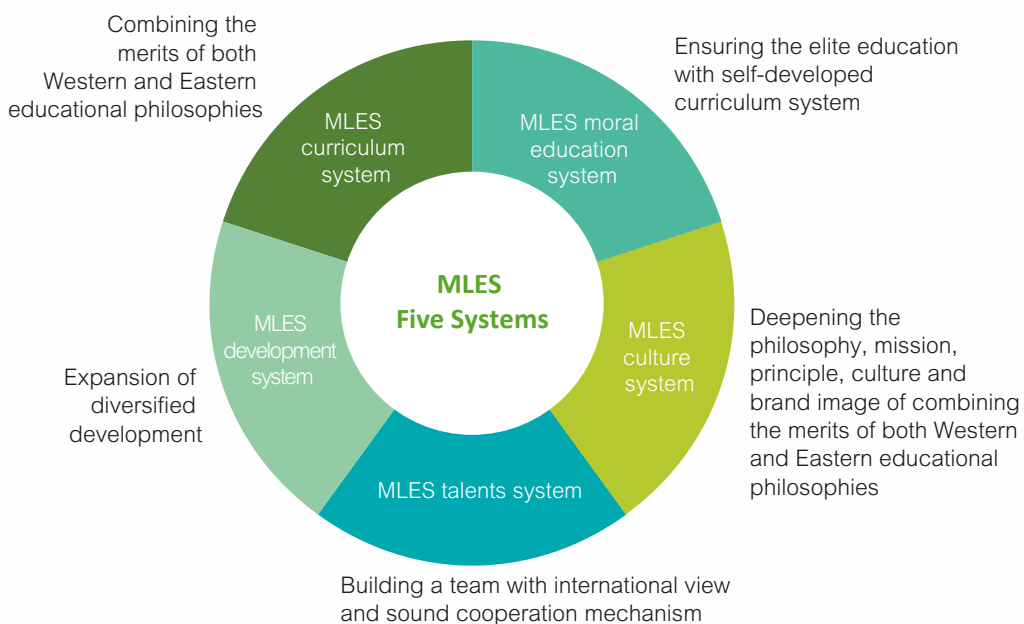 Combining the
merits of both
Western and Eastern
educational philosophies
Ensuring the elite education
with self-developed
curriculum system
MLES
curriculum
system
MLES moral
education
system
MLES
Five Systems
MLES
development
system
MLES
culture
system
Expansion of
diversified
development
Deepening the
philosophy, mission,
principle, culture and
brand image of combining
the merits of both Western
and Eastern educational
philosophies
MLES talents system
Building a team with international view
and sound cooperation mechanism